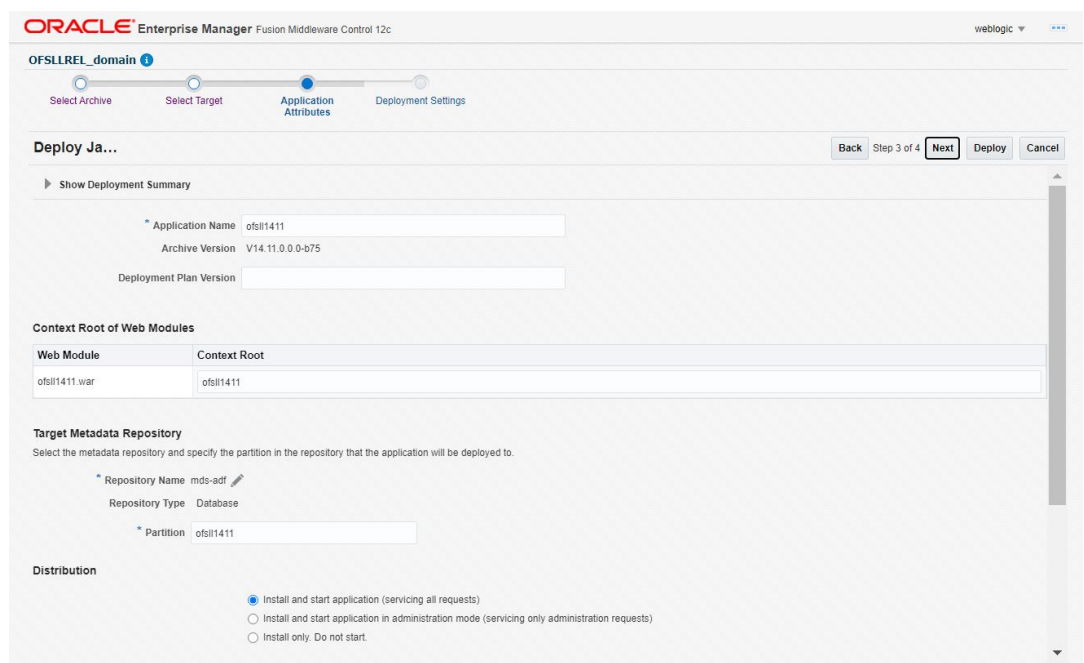 ORACLE Enterprise Manager Fusion Middleware Control 12c weblogic
OFSLLREL_domain
Select Archive Select Target Application Attributes Deployment Settings
Deploy Ja... Back Step 3 of 4 Next Deploy Cancel
Show Deployment Summary
* Application Name ofsll1411
Archive Version V14.11.0.0.0-b75
Deployment Plan Version
Context Root of Web Modules
Web Module Context Root
ofsll1411.war ofsll1411
Target Metadata Repository
Select the metadata repository and specify the partition in the repository that the application will be deployed to.
* Repository Name mds-adf
Repository Type Database
* Partition ofsll1411
Distribution
Install and start application (servicing all requests)
Install and start application in administration mode (servicing only administration requests)
Install only. Do not start.